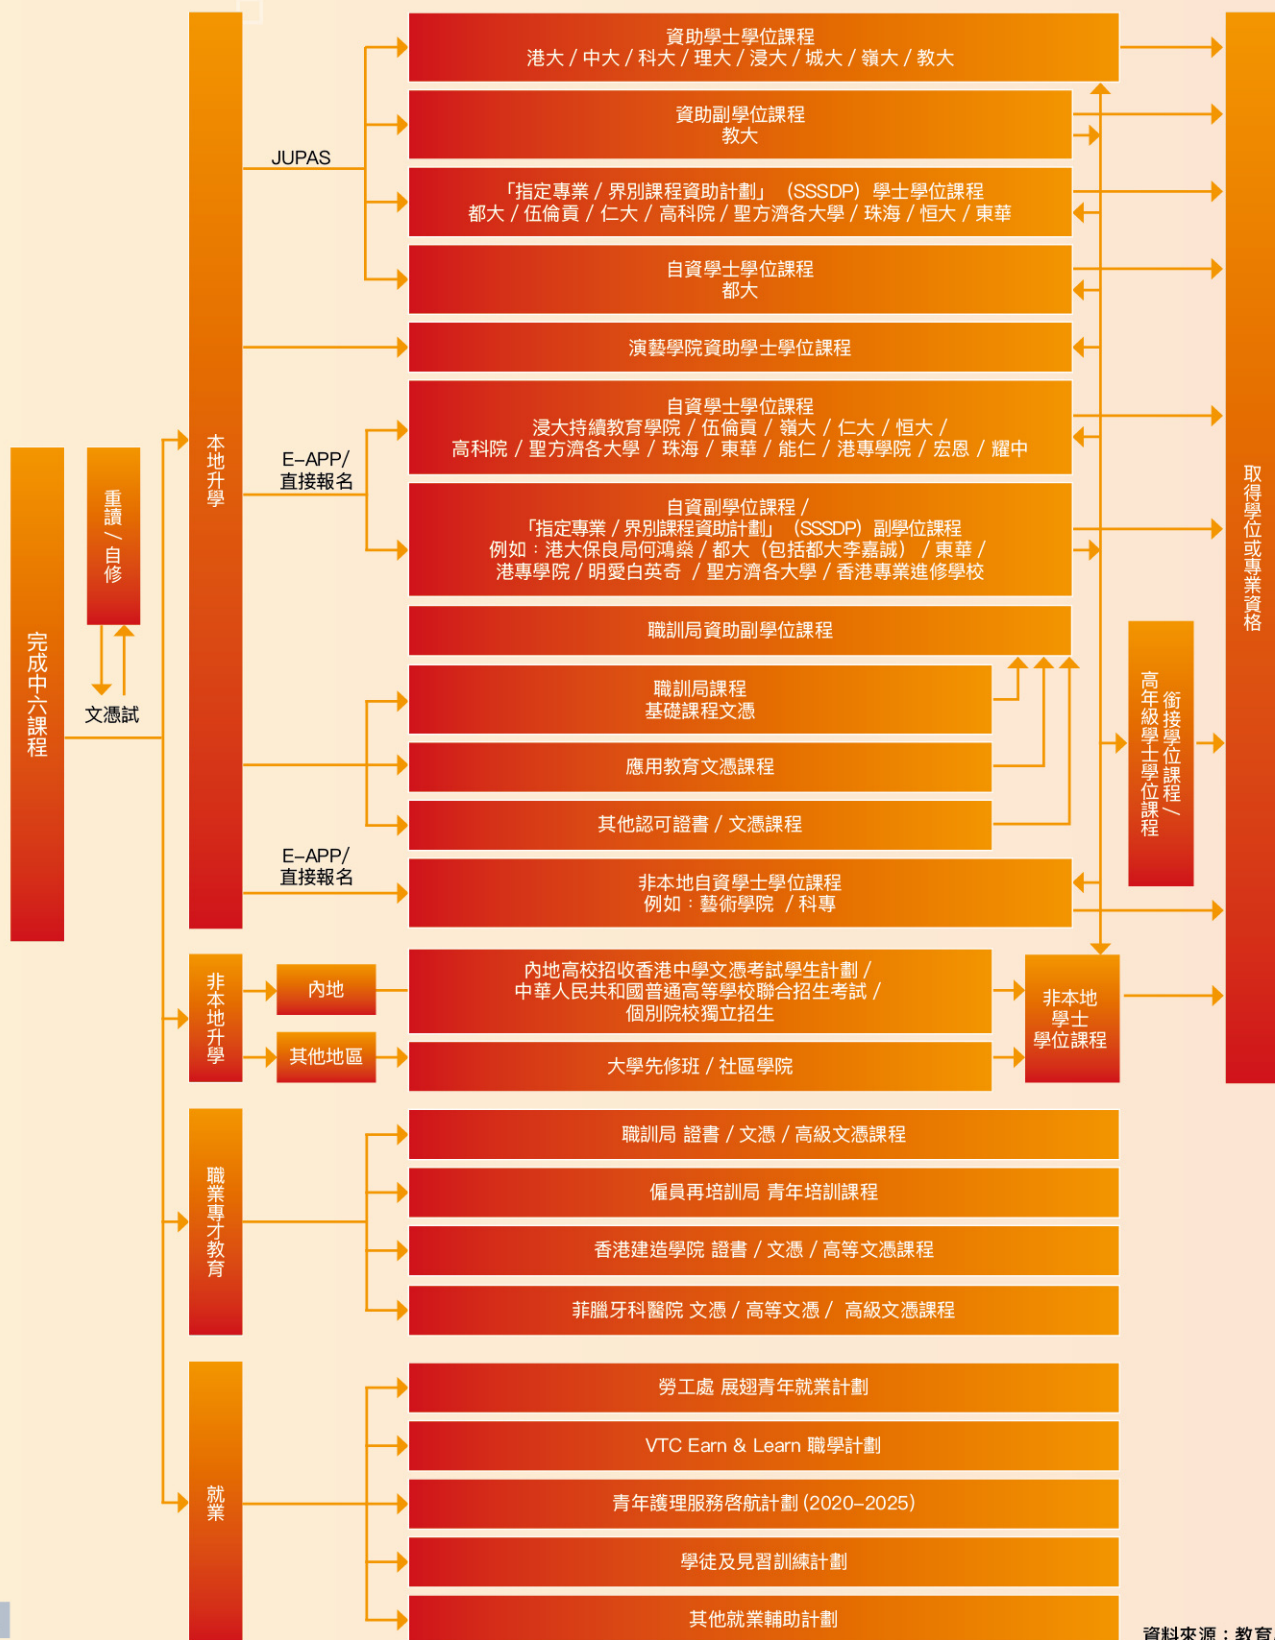 完成中六課程
重讀 / 自修
文憑試
本地升學
JUPAS
資助學士學位課程
港大 / 中大 / 科大 / 理大 / 浸大 / 城大 / 嶺大 / 教大
資助副學位課程
教大
「指定專業 / 界別課程資助計劃」（SSSDP）學士學位課程
都大 / 伍倫貢 / 仁大 / 高科院 / 聖方濟各大學 / 珠海 / 恒大 / 東華
自資學士學位課程
都大
演藝學院資助學士學位課程
E-APP/
直接報名
自資學士學位課程
浸大持續教育學院 / 伍倫貢 / 嶺大 / 仁大 / 恒大 /
高科院 / 聖方濟各大學 / 珠海 / 東華 / 能仁 / 港專學院 / 宏恩 / 耀中
自資副學位課程 /
「指定專業 / 界別課程資助計劃」（SSSDP）副學位課程
例如：港大保良局何鴻燊 / 都大（包括都大李嘉誠） / 東華 /
港專學院 / 明愛白英奇 / 聖方濟各大學 / 香港專業進修學校
職訓局資助副學位課程
職訓局課程
基礎課程文憑
應用教育文憑課程
其他認可證書 / 文憑課程
E-APP/
直接報名
非本地自資學士學位課程
例如：藝術學院 / 科專
銜接學位課程 /
高年級學士學位課程
取得學位或專業資格
非本地升學
內地
內地高校招收香港中學文憑考試學生計劃 /
中華人民共和國普通高等學校聯合招生考試 /
個別院校獨立招生
其他地區
大學先修班 / 社區學院
非本地
學士
學位課程
職業專才教育
職訓局 證書 / 文憑 / 高級文憑課程
僱員再培訓局 青年培訓課程
香港建造學院 證書 / 文憑 / 高等文憑課程
菲臘牙科醫院 文憑 / 高等文憑 / 高級文憑課程
就業
勞工處 展翅青年就業計劃
VTC Earn & Learn 職學計劃
青年護理服務啓航計劃 (2020-2025)
學徒及見習訓練計劃
其他就業輔助計劃
資料來源：教育